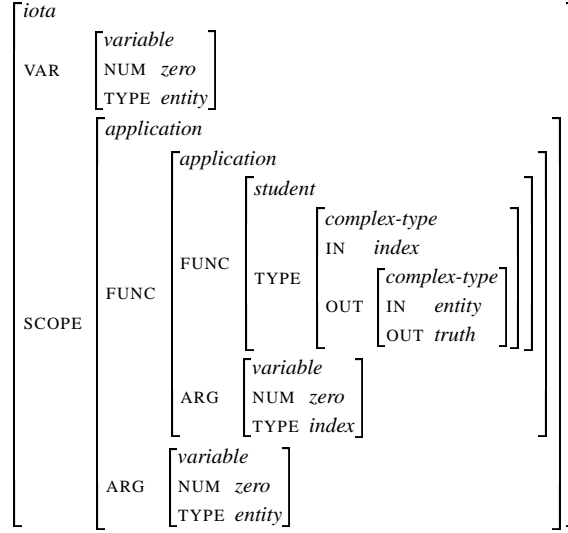 iota
VAR
variable
NUM zero
TYPE entity
SCOPE
application
FUNC
application
FUNC
student
TYPE
complex-type
IN index
OUT
complex-type
IN entity
OUT truth
ARG
variable
NUM zero
TYPE index
ARG
variable
NUM zero
TYPE entity